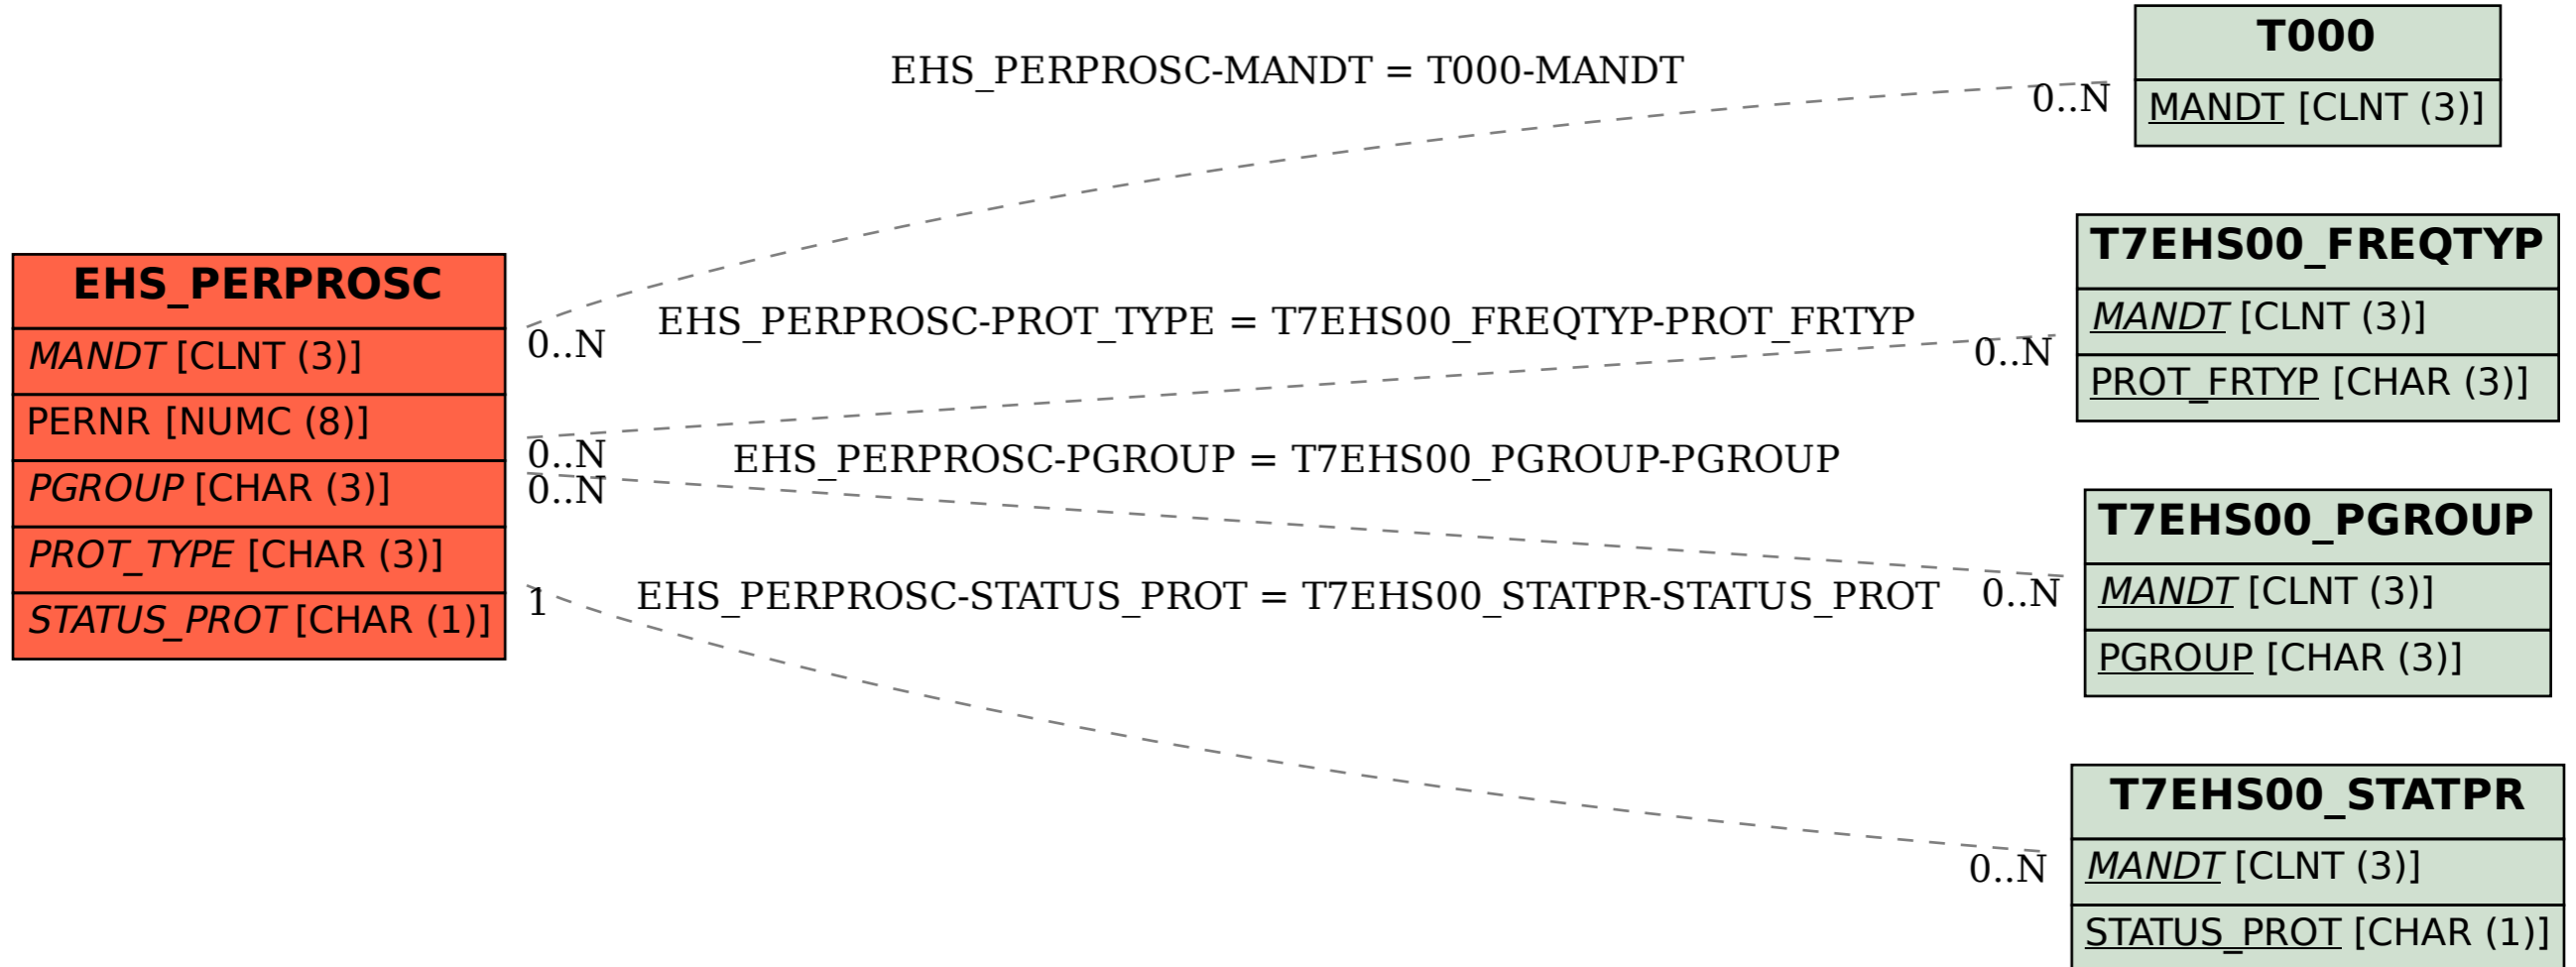 EHS_PERPROSC
MANDT [CLNT (3)]
PERNR [NUMC (8)]
PGROUP [CHAR (3)]
PROT_TYPE [CHAR (3)]
STATUS_PROT [CHAR (1)]
EHS_PERPROSC-MANDT = T000-MANDT
0..N
0..N
EHS_PERPROSC-PROT_TYPE = T7EHS00_FREQTYP-PROT_FRTYP
0..N
0..N
EHS_PERPROSC-PGROUP = T7EHS00_PGROUP-PGROUP
0..N
0..N
EHS_PERPROSC-STATUS_PROT = T7EHS00_STATPR-STATUS_PROT
1
0..N
T000
MANDT [CLNT (3)]
T7EHS00_FREQTYP
MANDT [CLNT (3)]
PROT_FRTYP [CHAR (3)]
T7EHS00_PGROUP
MANDT [CLNT (3)]
PGROUP [CHAR (3)]
T7EHS00_STATPR
MANDT [CLNT (3)]
STATUS_PROT [CHAR (1)]